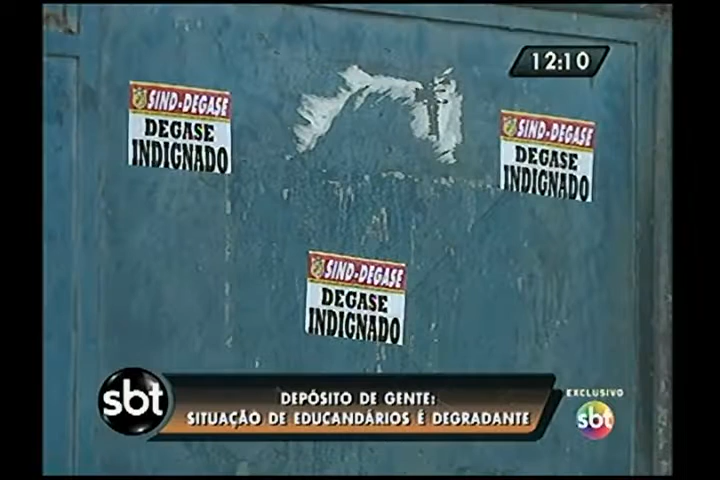 12:10
SIND-DEGASE
DEGASE
INDIGNADO
SIND-DEGASE
DEGASE
INDIGNADO
SIND-DEGASE
DEGASE
INDIGNADO
sbt
DEPÓSITO DE GENTE:
SITUAÇÃO DE EDUCANDÁRIOS É DEGRADANTE
EXCLUSIVO
sbt